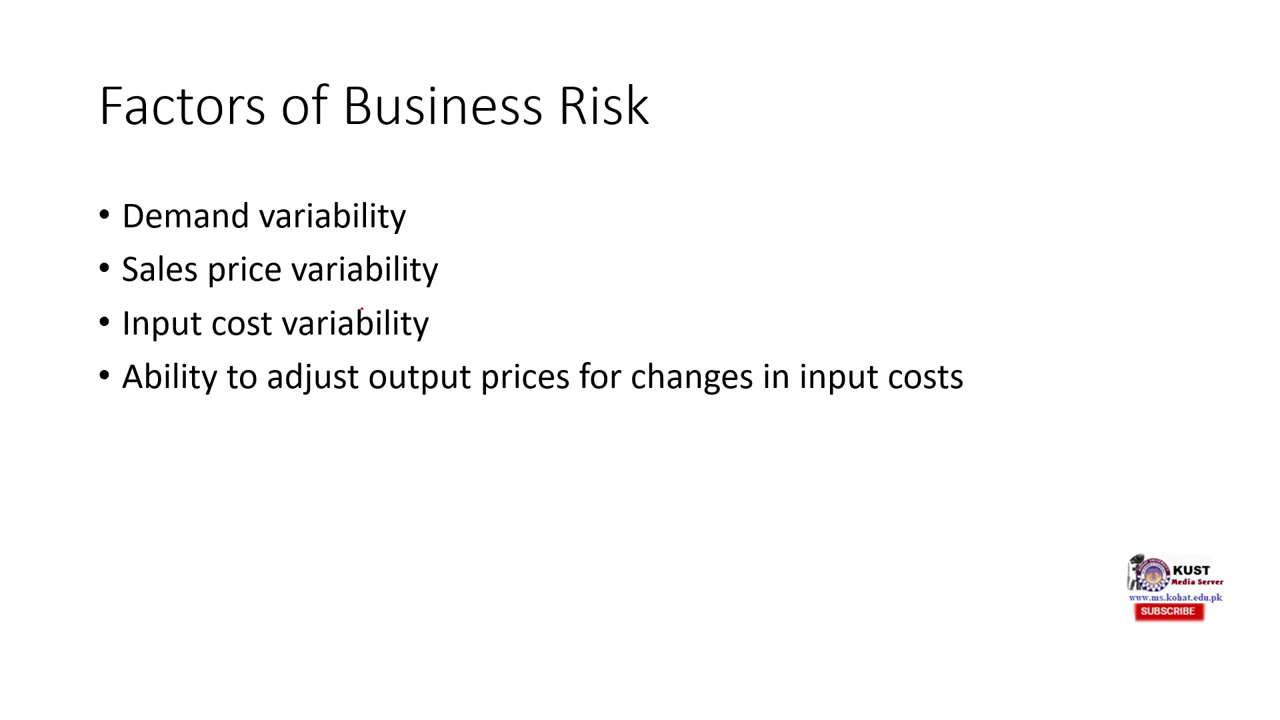 Factors of Business Risk
• Demand variability
• Sales price variability
• Input cost variability
• Ability to adjust output prices for changes in input costs
KUST
Media Server
www.ms.kohat.edu.pk
SUBSCRIBE